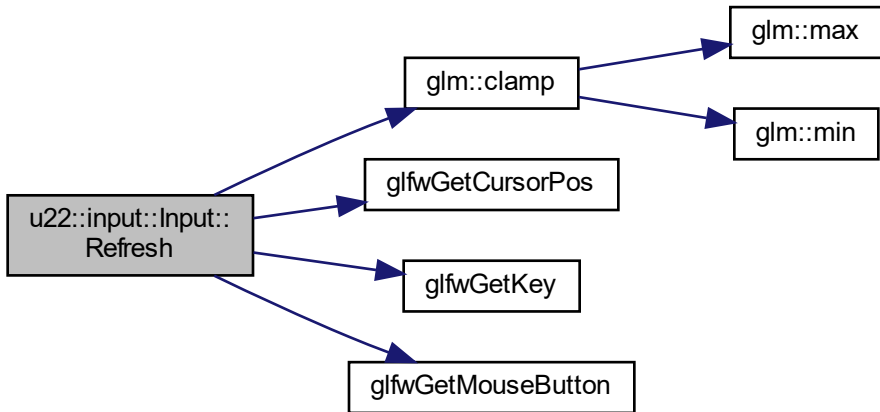 u22::input::Input::
Refresh
glm::clamp
glm::max
glm::min
glfwGetCursorPos
glfwGetKey
glfwGetMouseButton